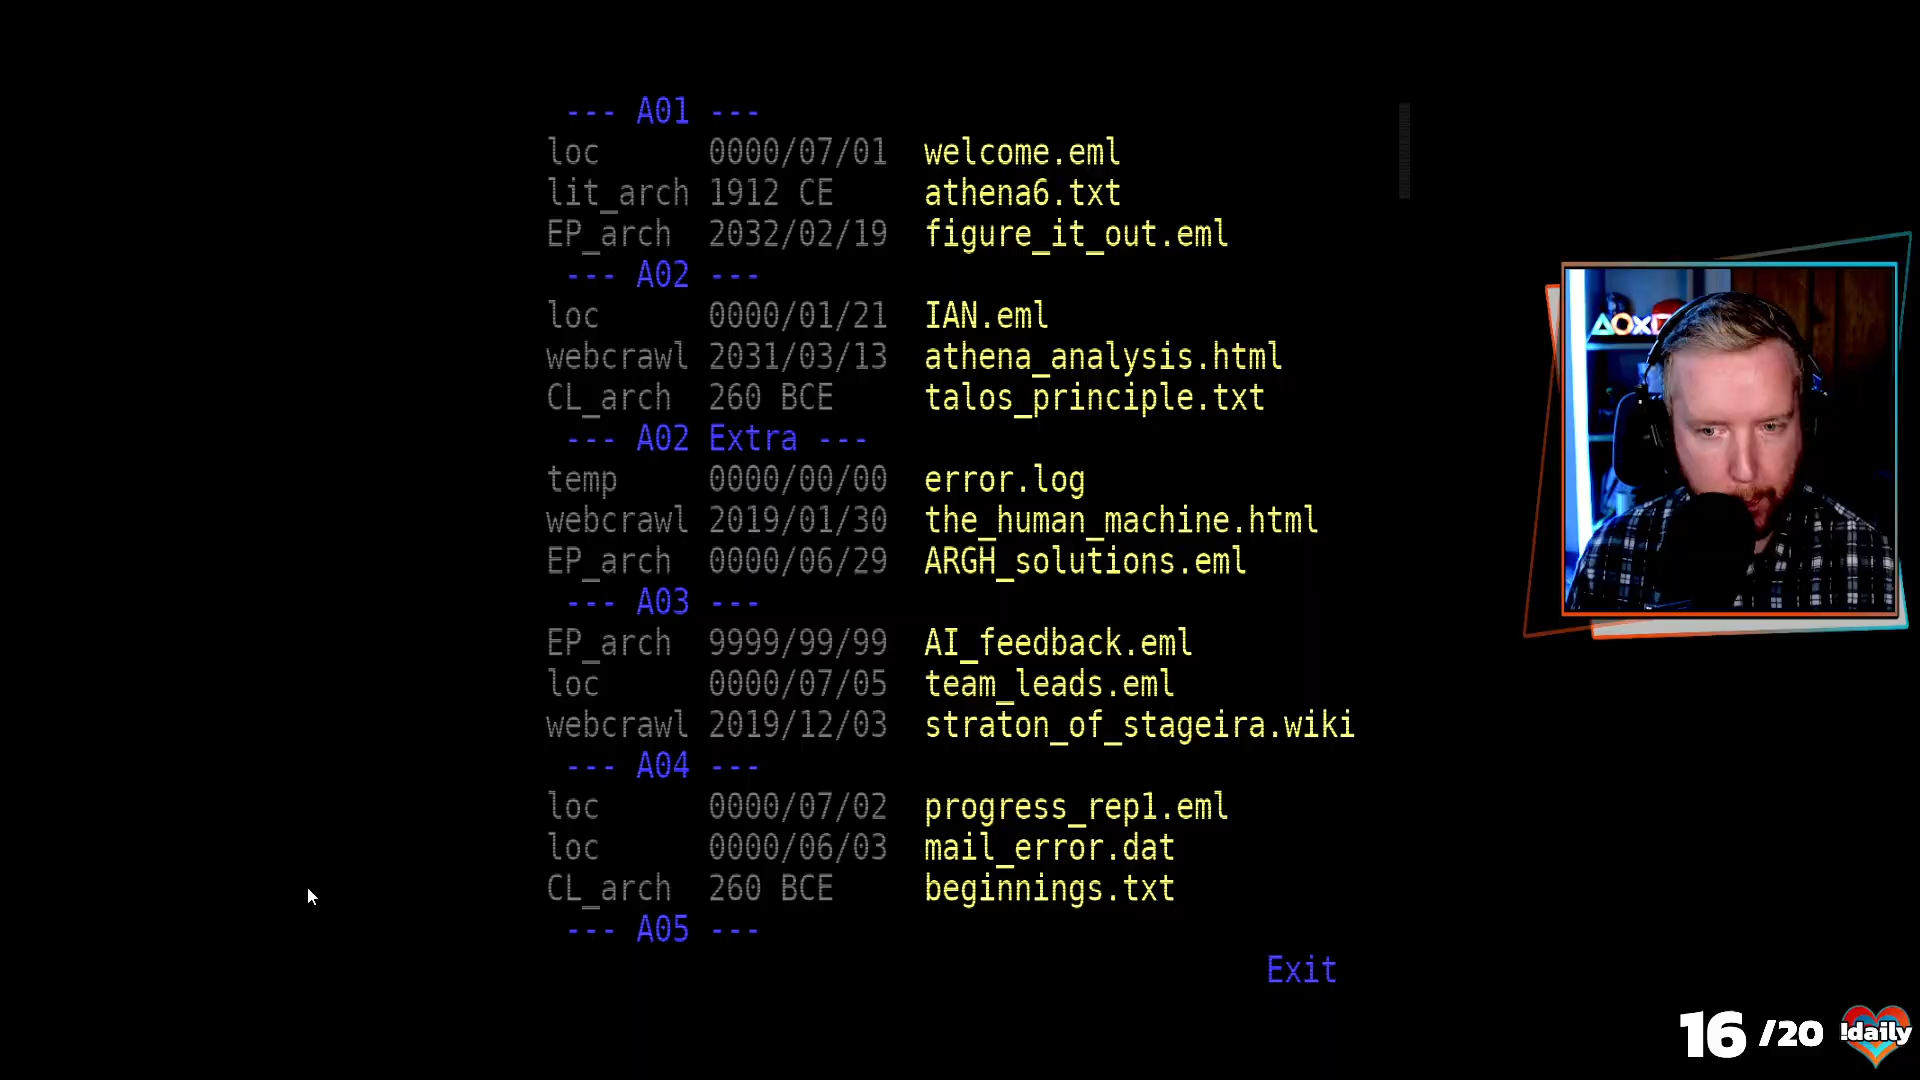 --- A01 ---
loc 0000/07/01 welcome.eml
lit_arch 1912 CE athena6.txt
EP_arch 2032/02/19 figure_it_out.eml
--- A02 ---
loc 0000/01/21 IAN.eml
webcrawl 2031/03/13 athena_analysis.html
CL_arch 260 BCE talos_principle.txt
--- A02 Extra ---
temp 0000/00/00 error.log
webcrawl 2019/01/30 the_human_machine.html
EP_arch 0000/06/29 ARGH_solutions.eml
--- A03 ---
EP_arch 9999/99/99 AI_feedback.eml
loc 0000/07/05 team_leads.eml
webcrawl 2019/12/03 straton_of_stageira.wiki
--- A04 ---
loc 0000/07/02 progress_rep1.eml
loc 0000/06/03 mail_error.dat
CL_arch 260 BCE beginnings.txt
--- A05 ---
Exit
16 /20 !daily